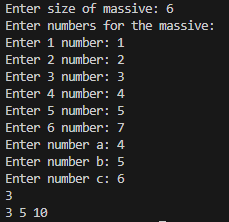 Enter size of massive: 6
Enter numbers for the massive:
Enter 1 number: 1
Enter 2 number: 2
Enter 3 number: 3
Enter 4 number: 4
Enter 5 number: 5
Enter 6 number: 7
Enter number a: 4
Enter number b: 5
Enter number c: 6
3
3 5 10